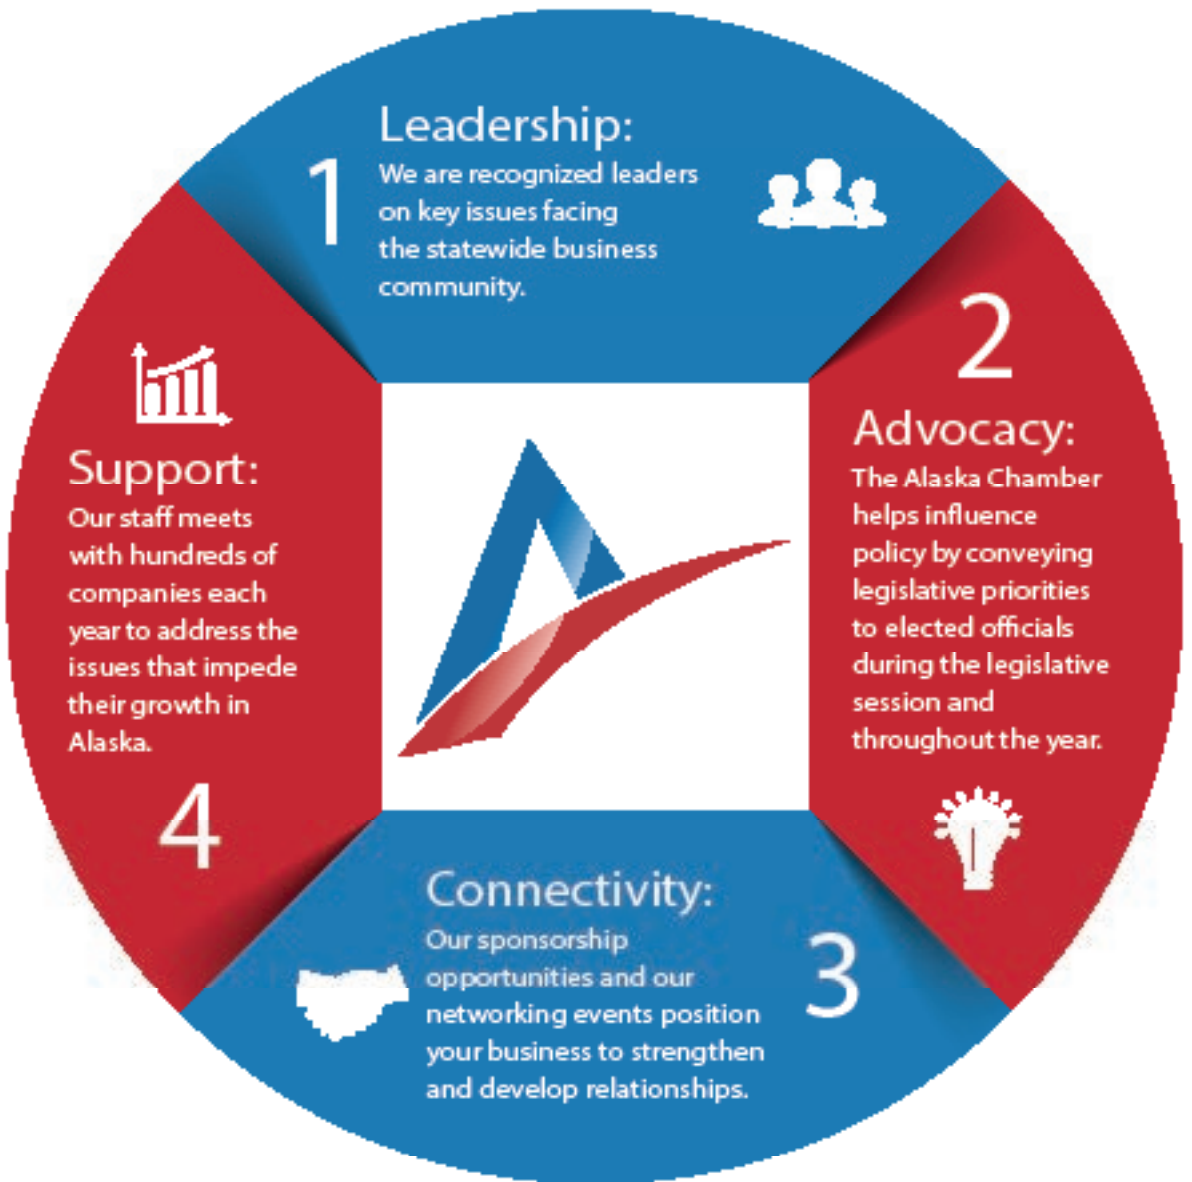 1
Leadership:
We are recognized leaders
on key issues facing
the statewide business
community.
2
Advocacy:
The Alaska Chamber
helps influence
policy by conveying
legislative priorities
to elected officials
during the legislative
session and
throughout the year.
3
Connectivity:
Our sponsorship
opportunities and our
networking events position
your business to strengthen
and develop relationships.
4
Support:
Our staff meets
with hundreds of
companies each
year to address the
issues that impede
their growth in
Alaska.